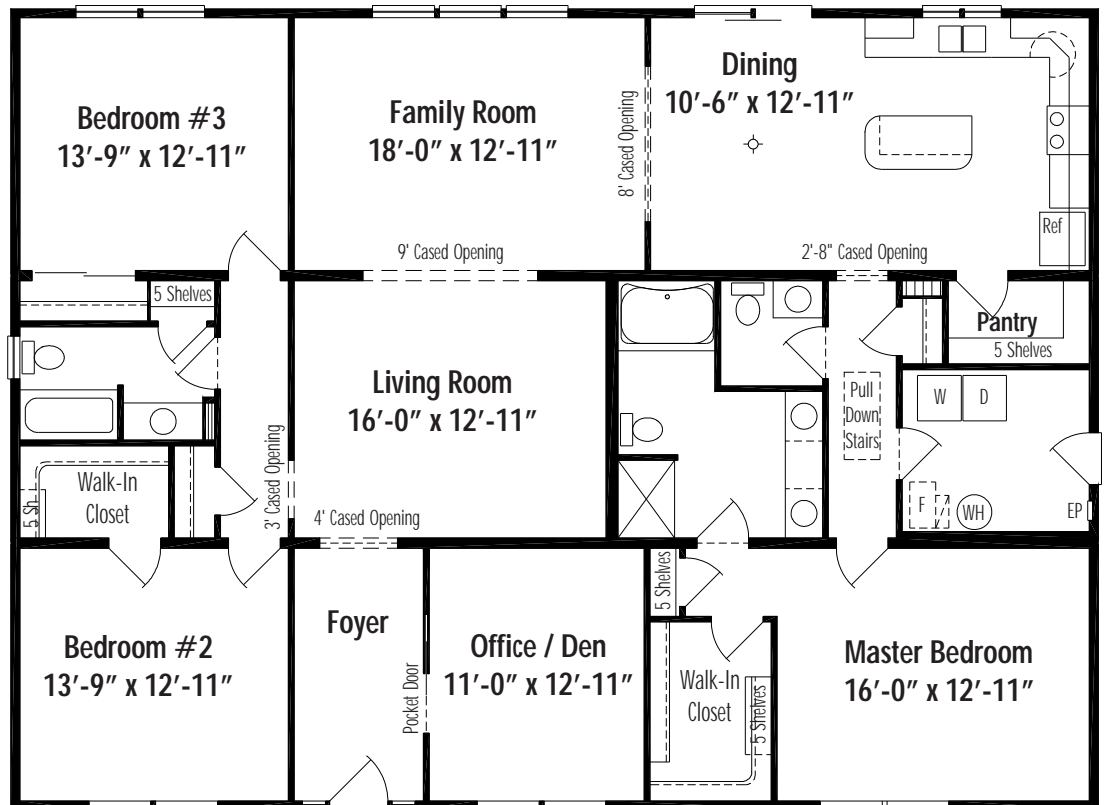 Bedroom #3
13'-9" x 12'-11"
Family Room
18'-0" x 12'-11"
8' Cased Opening
Dining
10'-6" x 12'-11"
Ref
9' Cased Opening
2'-8" Cased Opening
5 Shelves
Pantry
5 Shelves
Living Room
16'-0" x 12'-11"
Pull
Down
Stairs
W
D
3' Cased Opening
Walk-In
Closet
5 Sh
4' Cased Opening
F
WH
EP
Bedroom #2
13'-9" x 12'-11"
Foyer
Pocket Door
Office / Den
11'-0" x 12'-11"
5 Shelves
Walk-In
Closet
5 Shelves
Master Bedroom
16'-0" x 12'-11"